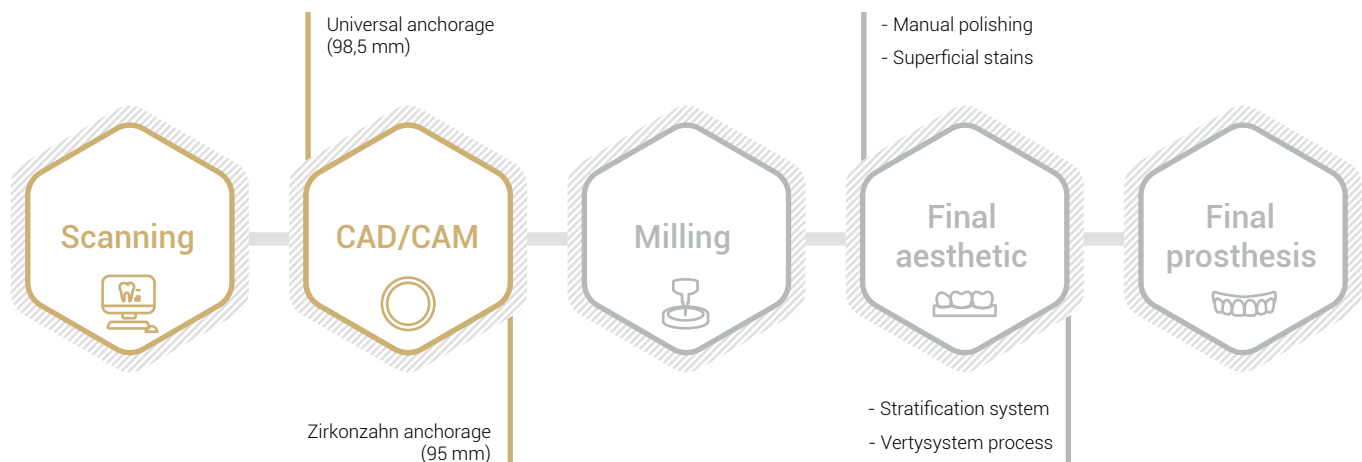 Universal anchorage
(98,5 mm)
- Manual polishing
- Superficial stains
Scanning
CAD/CAM
Milling
Final
aesthetic
Final
prosthesis
Zirkonzahn anchorage
(95 mm)
- Stratification system
- Vertysystem process